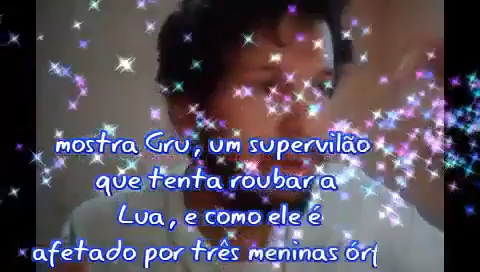 mostra Gru, um supervilão
que tenta roubar a
Lua, e como ele é
afetado por três meninas